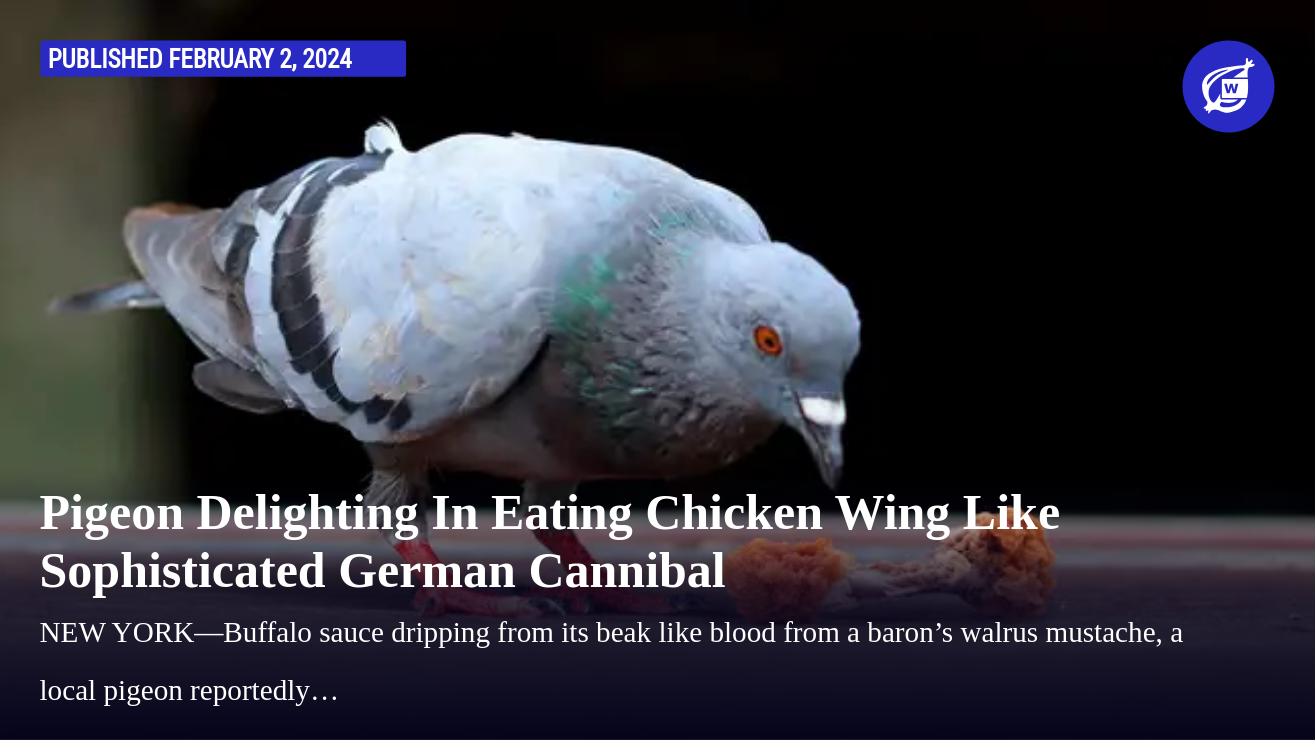 PUBLISHED FEBRUARY 2, 2024
W
Pigeon Delighting In Eating Chicken Wing Like
Sophisticated German Cannibal
NEW YORK—Buffalo sauce dripping from its beak like blood from a baron’s walrus mustache, a
local pigeon reportedly…